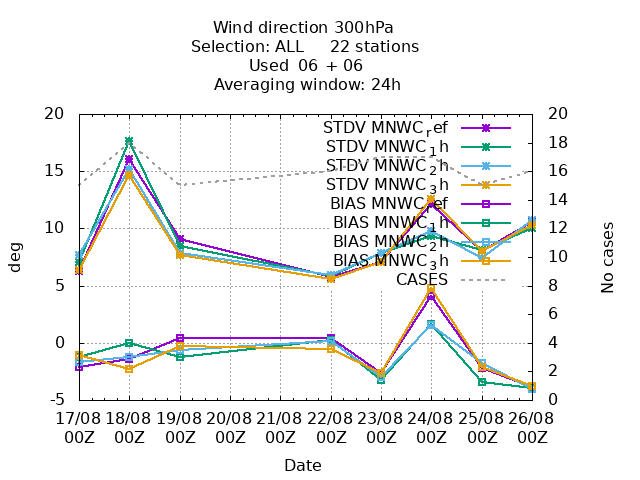 Wind direction 300hPa
Selection: ALL 22 stations
Used 06 + 06
Averaging window: 24h
20
15
10
5
0
-5
deg
20
18
16
14
12
10
8
6
4
2
0
No cases
STDV MNWC_ref
STDV MNWC_1h
STDV MNWC_2h
STDV MNWC_3h
BIAS MNWC_ref
BIAS MNWC_1h
BIAS MNWC_2h
BIAS MNWC_3h
CASES
17/08 18/08 19/08 20/08 21/08 22/08 23/08 24/08 25/08 26/08
00Z 00Z 00Z 00Z 00Z 00Z 00Z 00Z 00Z 00Z
Date